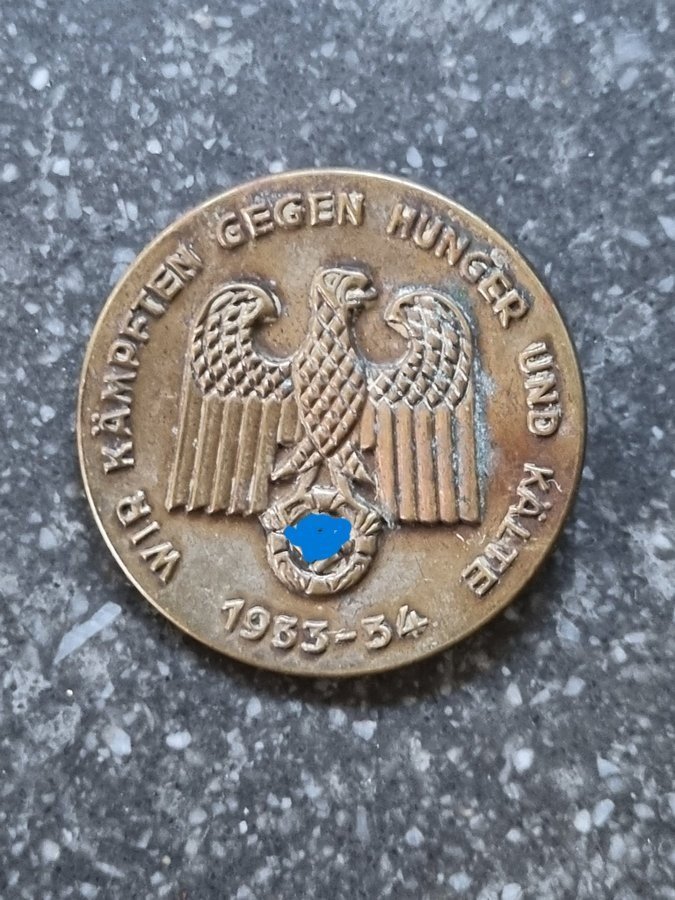 WIR KÄMPFTEN GEGEN HUNGER UND KÄLTE
1933-34